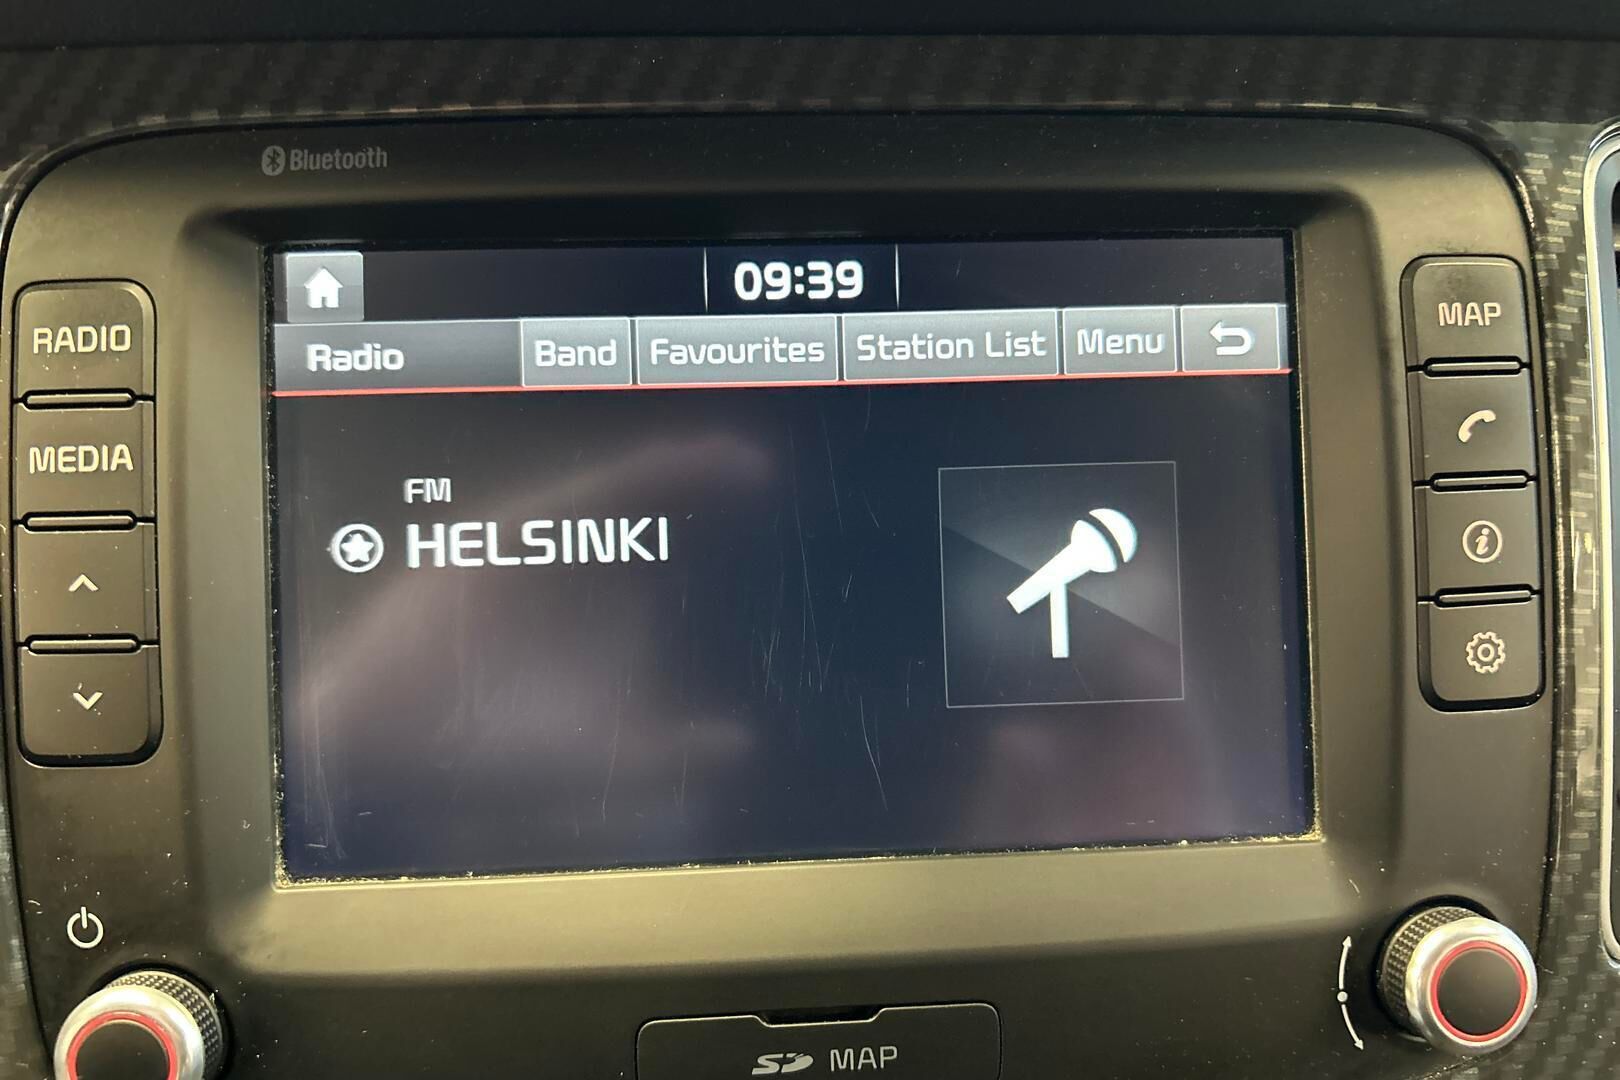 Bluetooth
09:39
RADIO
Radio
Band
Favourites
Station List
Menu
MAP
MEDIA
FM
HELSINKI
SD MAP